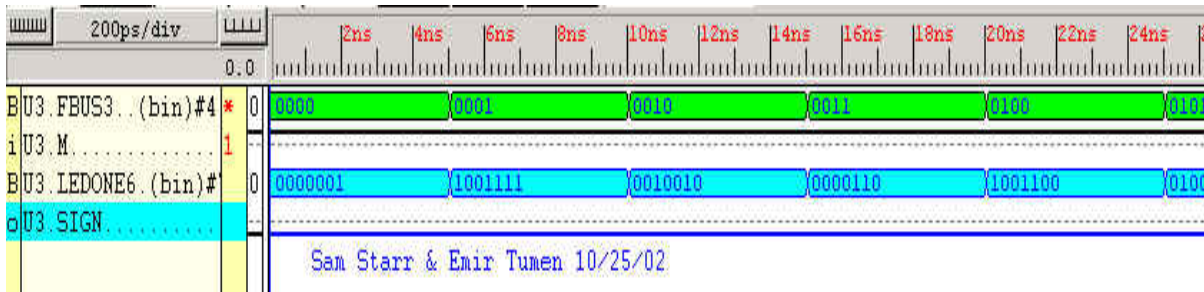 200ps/div
2ns 4ns 6ns 8ns 10ns 12ns 14ns 16ns 18ns 20ns 22ns 24ns
0.0
B U3.FBUS3..(bin)#4 * 0 0000 0001 0010 0011 0100 0101
i U3.M............. 1
B U3.LEDONE6.(bin)# 0 0000001 1001111 0010010 0000110 1001100 0100
o U3.SIGN..........
Sam Starr & Emir Tumen 10/25/02